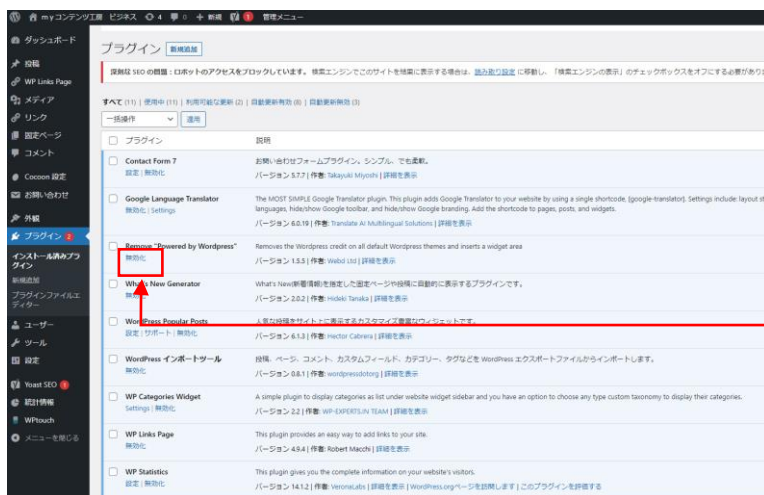 myコンテンツ工房 ビジネス 4 0 新規 1 管理メニュー
ダッシュボード
投稿
WP Links Page
メディア
リンク
固定ページ
コメント
Cocoon 設定
お問い合わせ
外観
プラグイン 2
インストール済みプラグイン
新規追加
プラグインファイルエディター
ユーザー
ツール
設定
Yoast SEO 1
統計情報
WPtouch
メニューを閉じる
プラグイン 新規追加
深刻な SEO の問題：ロボットのアクセスをブロックしています。 検索エンジンでこのサイトを結果に表示する場合は、読み取り設定 に移動し、「検索エンジンの表示」のチェックボックスをオフにする必要があり
すべて (11) | 使用中 (11) | 利用可能な更新 (2) | 自動更新有効 (8) | 自動更新無効 (3)
一括操作 適用
プラグイン 説明
Contact Form 7 お問い合わせフォームプラグイン。シンプル、でも柔軟。
設定 | 無効化 バージョン 5.7.7 | 作者: Takayuki Miyoshi | 詳細を表示
Google Language Translator The MOST SIMPLE Google Translator plugin. This plugin adds Google Translator to your website by using a single shortcode, [google-translator]. Settings include: layout st
無効化 | Settings languages, hide/show Google toolbar, and hide/show Google branding. Add the shortcode to pages, posts, and widgets.
バージョン 6.0.19 | 作者: Translate AI Multilingual Solutions | 詳細を表示
Remove "Powered by Wordpress" Removes the Wordpress credit on all default Wordpress themes and inserts a widget area
無効化 バージョン 1.5.5 | 作者: Webd Ltd | 詳細を表示
What's New Generator What's New(新着情報)を指定した固定ページや投稿に自動的に表示するプラグインです。
無効化 バージョン 2.0.2 | 作者: Hideki Tanaka | 詳細を表示
WordPress Popular Posts 人気な投稿をサイト上に表示するカスタマイズ豊富なウィジェットです。
設定 | サポート | 無効化 バージョン 6.1.3 | 作者: Hector Cabrera | 詳細を表示
WordPress インポートツール 投稿、ページ、コメント、カスタムフィールド、カテゴリー、タグなどを WordPress エクスポートファイルからインポートします。
無効化 バージョン 0.8.1 | 作者: wordpressdotorg | 詳細を表示
WP Categories Widget A simple plugin to display categories as list under website widget sidebar and you have an option to choose any type custom taxonomy to display their categories.
Settings | 無効化 バージョン 2.2 | 作者: WP-EXPERTS.IN TEAM | 詳細を表示
WP Links Page This plugin provides an easy way to add links to your site.
無効化 バージョン 4.9.4 | 作者: Robert Macchi | 詳細を表示
WP Statistics This plugin gives you the complete information on your website's visitors.
設定 | 無効化 バージョン 14.1.2 | 作者: VeronaLabs | 詳細を表示 | WordPress.orgページを訪問します | このプラグインを評価する